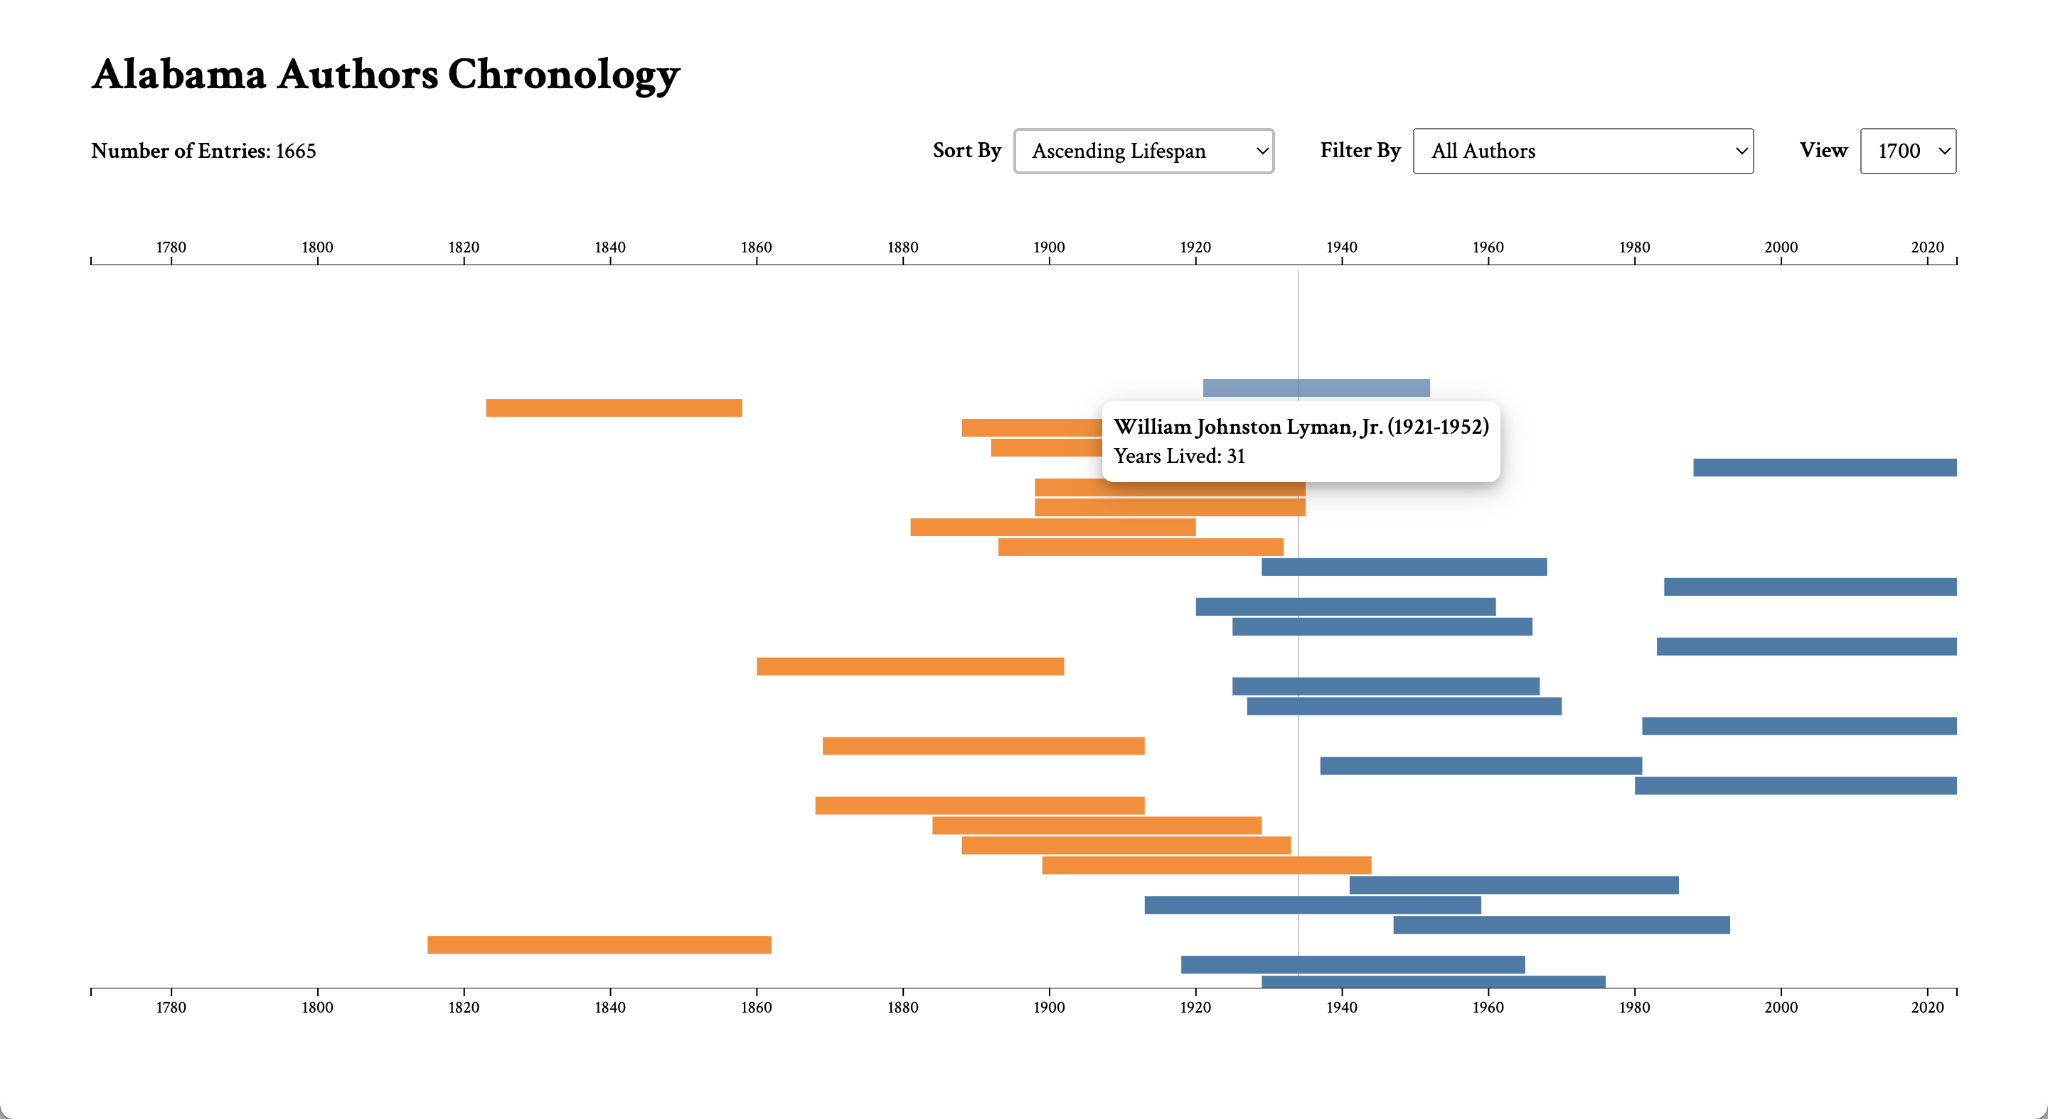 Alabama Authors Chronology
Number of Entries: 1665
Sort By Ascending Lifespan Filter By All Authors View 1700
1780 1800 1820 1840 1860 1880 1900 1920 1940 1960 1980 2000 2020
William Johnston Lyman, Jr. (1921-1952)
Years Lived: 31
1780 1800 1820 1840 1860 1880 1900 1920 1940 1960 1980 2000 2020